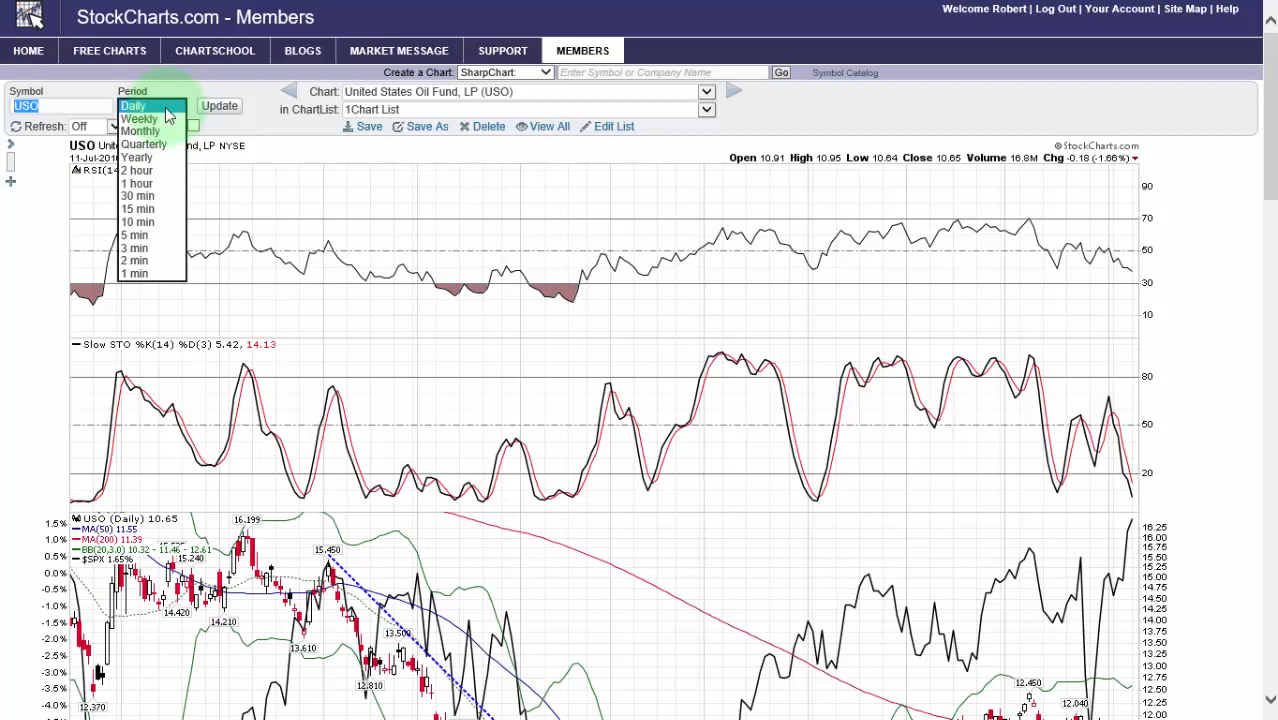 StockCharts.com - Members
Welcome Robert | Log Out | Your Account | Site Map | Help
HOME FREE CHARTS CHARTSCHOOL BLOGS MARKET MESSAGE SUPPORT MEMBERS
Create a Chart: SharpChart: Enter Symbol or Company Name Go Symbol Catalog
Symbol Period
USO Daily Update
Chart: United States Oil Fund, LP (USO)
in ChartList: 1Chart List
Refresh: Off
Save Save As Delete View All Edit List
Weekly
Monthly
Quarterly
Yearly
2 hour
1 hour
30 min
15 min
10 min
5 min
3 min
2 min
1 min
USO LP NYSE
© StockCharts.com
Open 10.91 High 10.95 Low 10.64 Close 10.65 Volume 16.8M Chg -0.18 (-1.66%)
90
70
50
30
10
Slow STO %K(14) %D(3) 5.42, 14.13
80
50
20
USO (Daily) 10.65
MA(50) 11.55
MA(200) 11.39
BB(20,3.0) 10.32 - 11.46 - 12.61
$SPX 1.65%
1.5%
1.0%
0.5%
0.0%
-0.5%
-1.0%
-1.5%
-2.0%
-2.5%
-3.0%
-3.5%
-4.0%
16.199
15.450
15.240
14.420
14.210
13.610
13.500
12.810
12.370
12.450
12.040
16.25
16.00
15.75
15.50
15.25
15.00
14.75
14.50
14.25
14.00
13.75
13.50
13.25
13.00
12.75
12.50
12.25
12.00